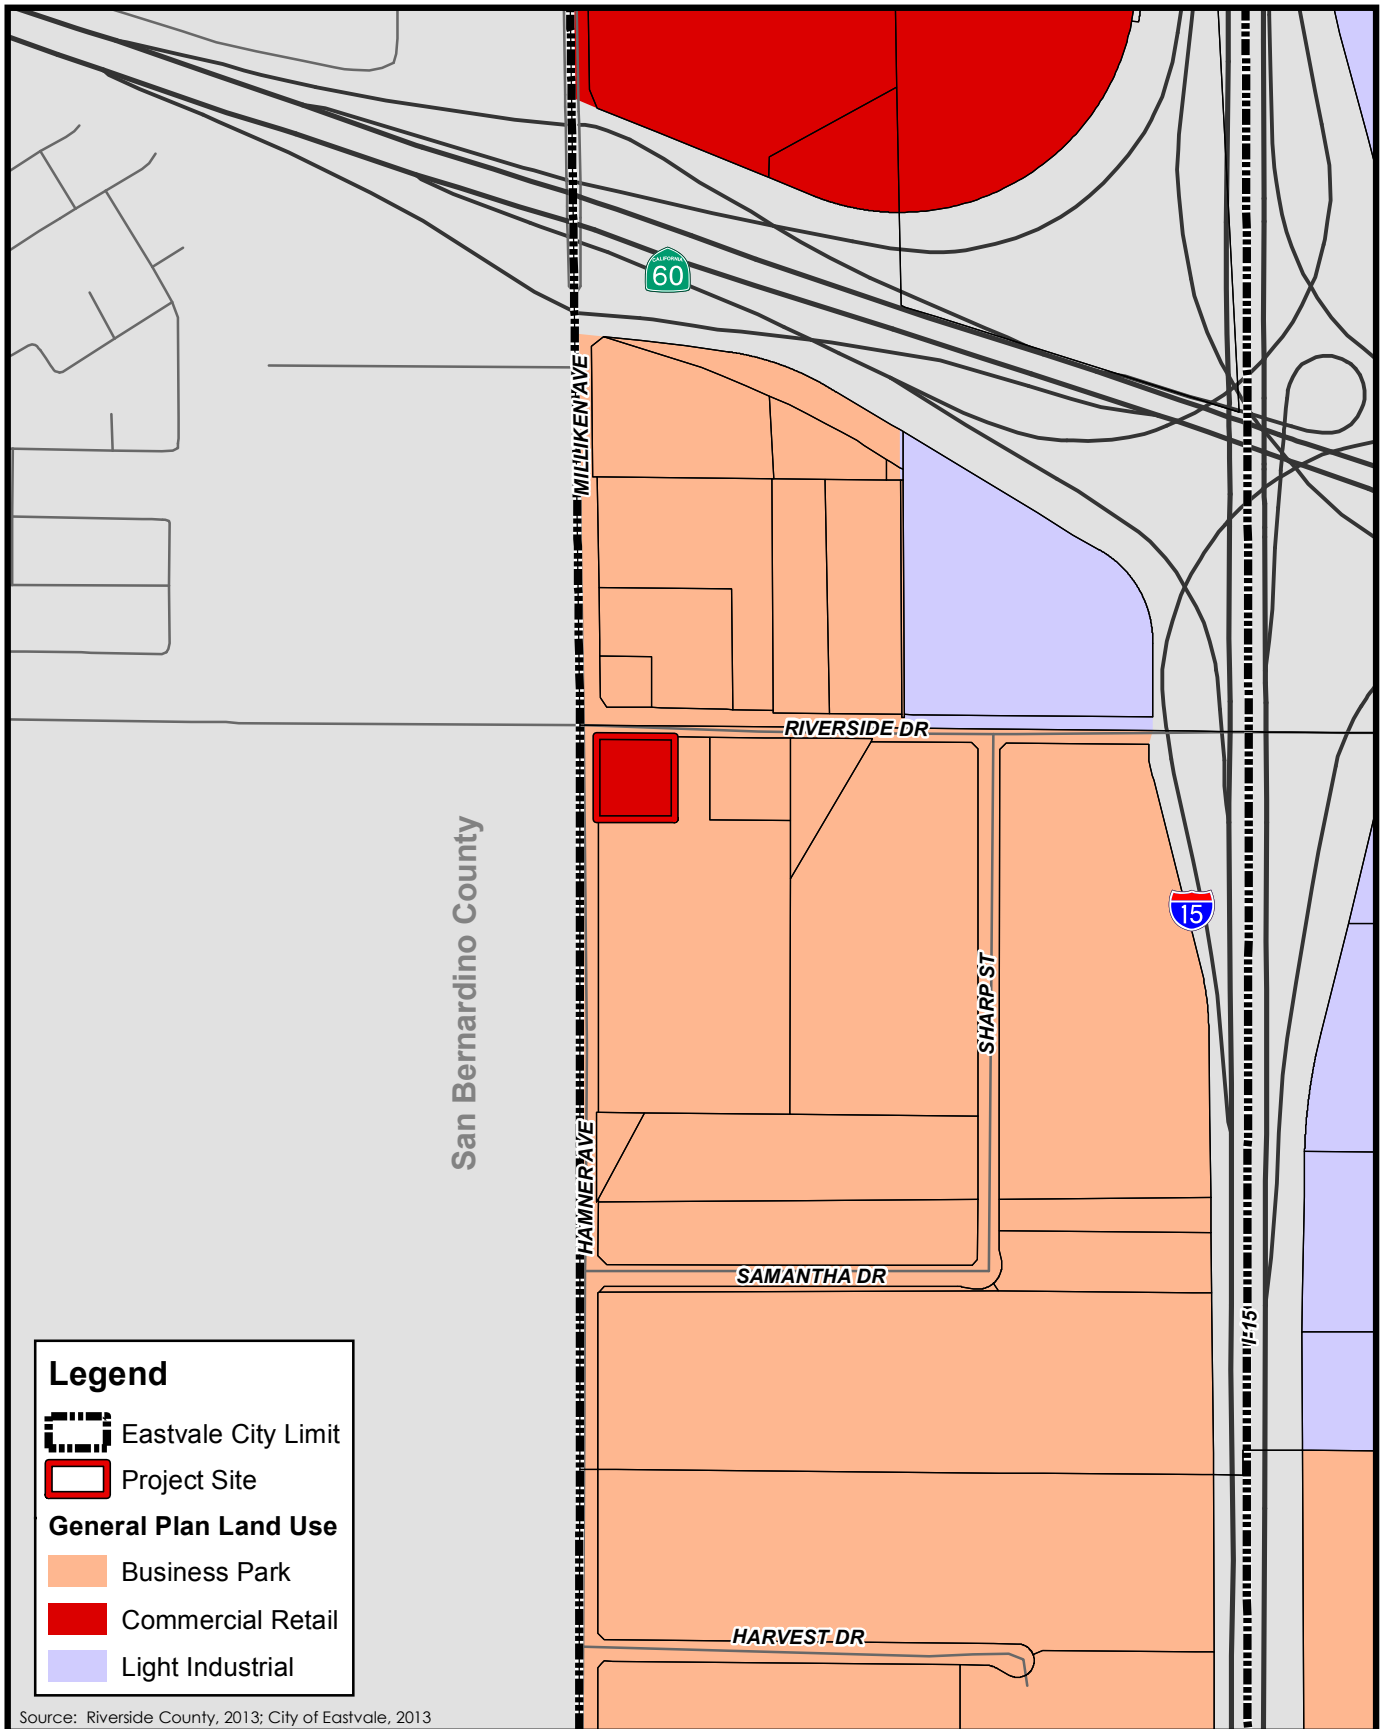 CALIFORNIA
60
MILLIKEN AVE
RIVERSIDE DR
San Bernardino County
15
SHARP ST
HAMNER AVE
SAMANTHA DR
I-15
HARVEST DR
Legend
Eastvale City Limit
Project Site
General Plan Land Use
Business Park
Commercial Retail
Light Industrial
Source: Riverside County, 2013; City of Eastvale, 2013